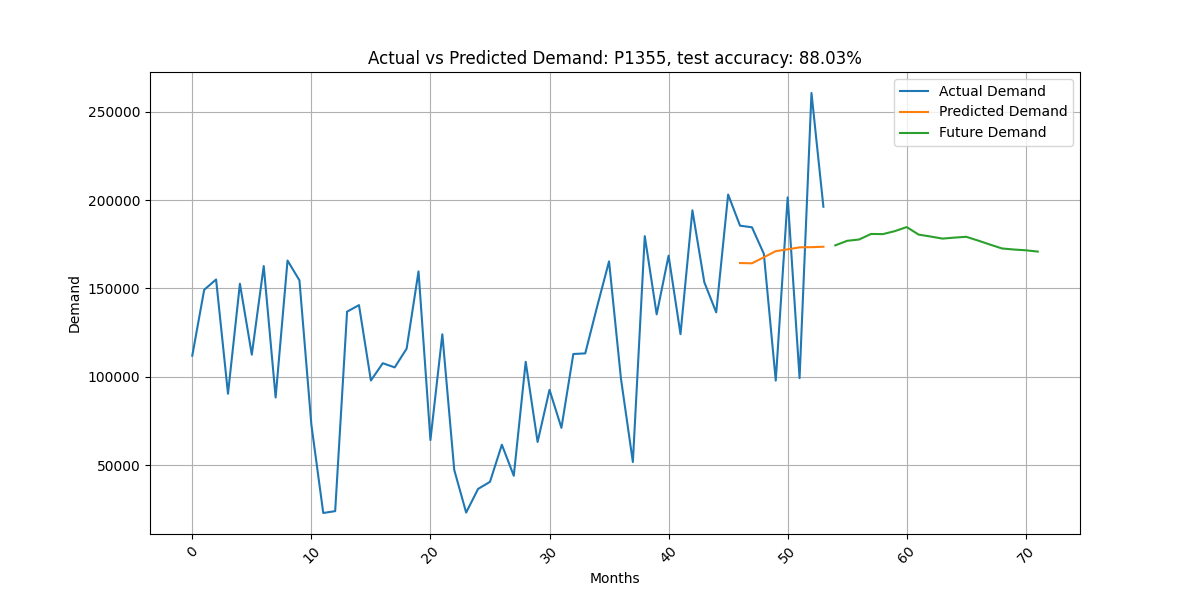 Actual vs Predicted Demand: P1355, test accuracy: 88.03%
Actual Demand
Predicted Demand
Future Demand
250000
200000
150000
100000
50000
Demand
0 10 20 30 40 50 60 70
Months